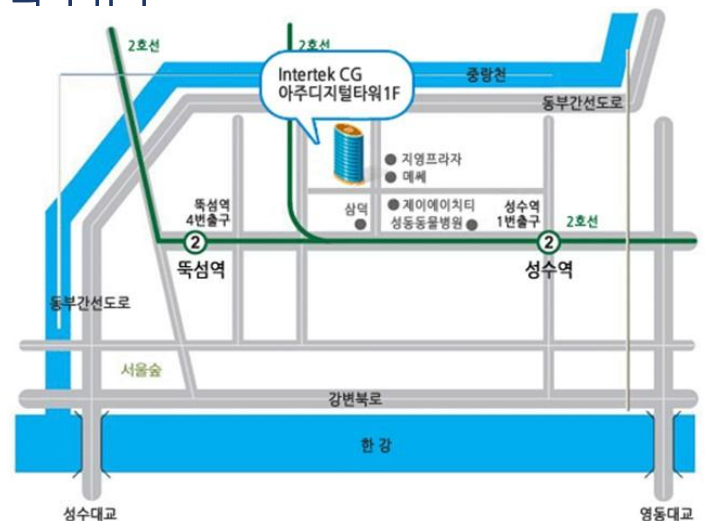 2호선
2호선
Intertek CG
아주디지털타워1F
중랑천
동부간선도로
지영프라자
메쎄
뚝섬역
4번출구
삼덕
제이에이치티
성동동물병원
성수역
1번출구
2호선
2
2
뚝섬역
성수역
동부간선도로
서울숲
강변북로
한강
성수대교
영동대교